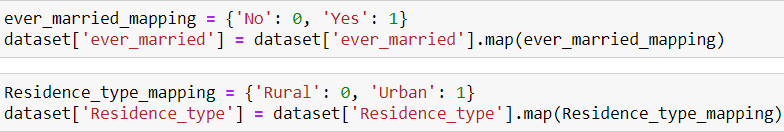 ever_married_mapping = {'No': 0, 'Yes': 1}
dataset['ever_married'] = dataset['ever_married'].map(ever_married_mapping)
Residence_type_mapping = {'Rural': 0, 'Urban': 1}
dataset['Residence_type'] = dataset['Residence_type'].map(Residence_type_mapping)